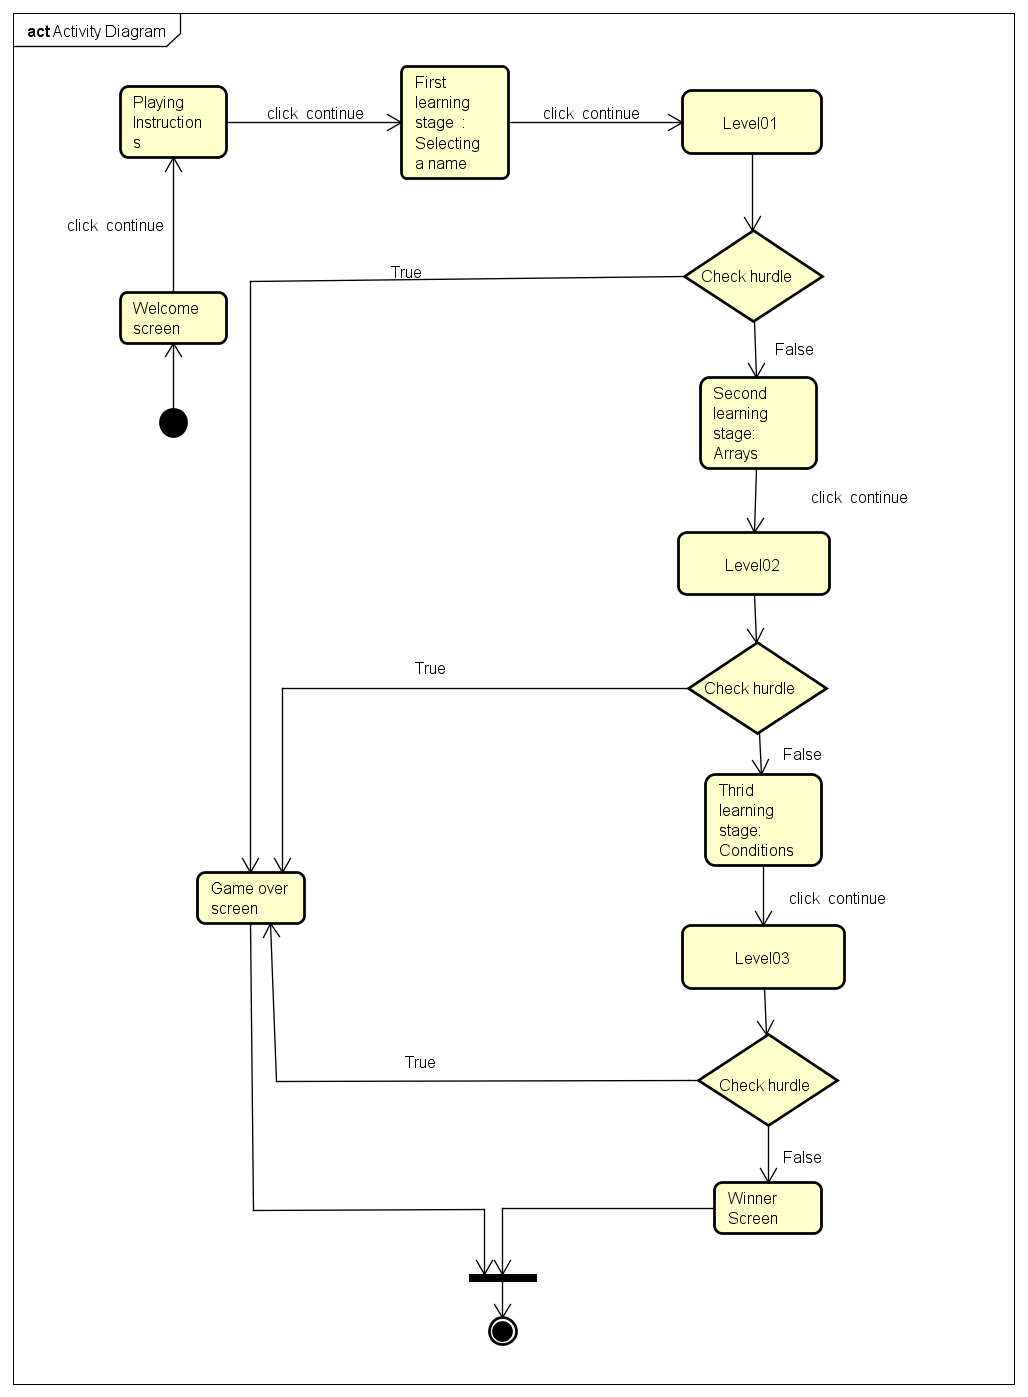 act Activity Diagram
Playing
Instruction
s
click continue
First
learning
stage :
Selecting
a name
click continue
Level01
click continue
Welcome
screen
True
Check hurdle
False
Second
learning
stage:
Arrays
click continue
Level02
True
Check hurdle
False
Thrid
learning
stage:
Conditions
click continue
Game over
screen
Level03
True
Check hurdle
False
Winner
Screen